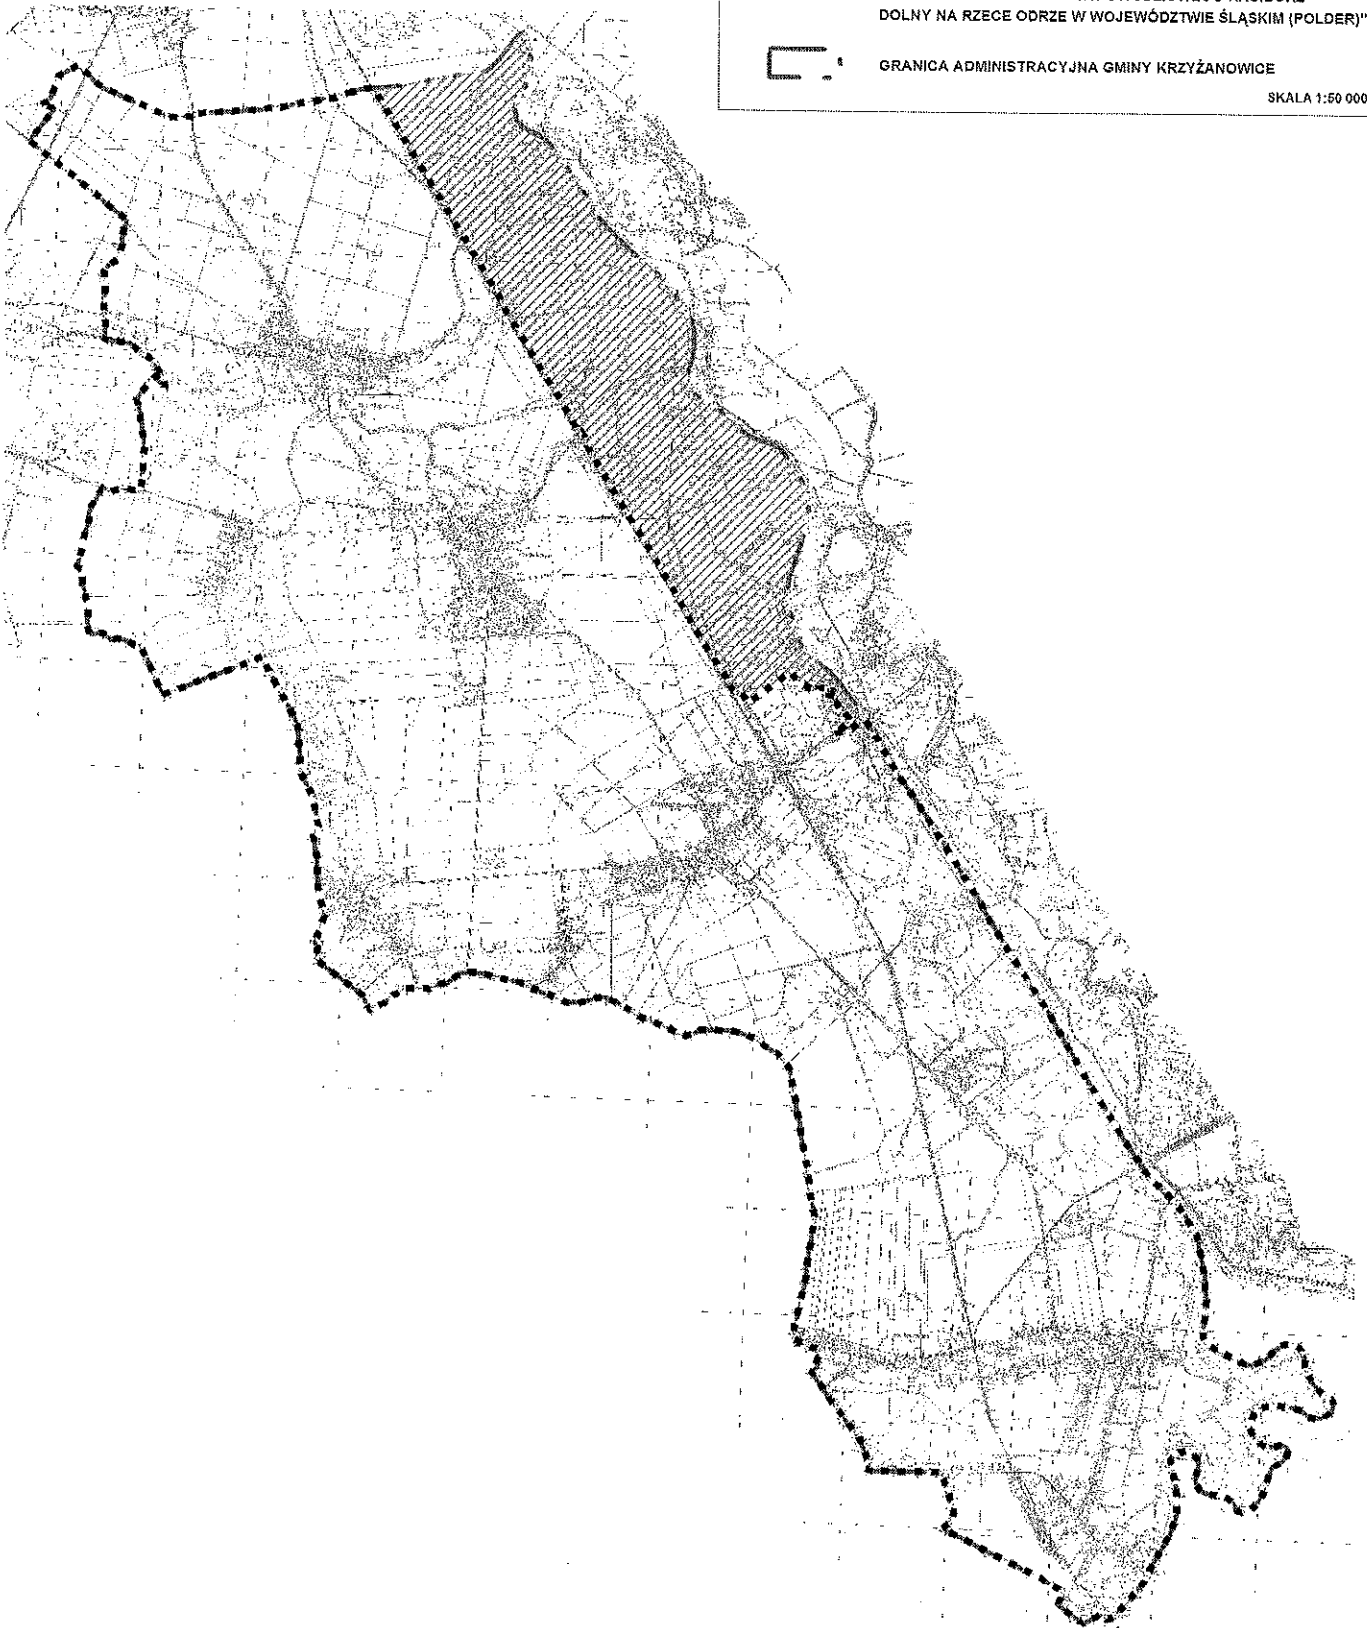 DOLNY NA RZECE ODRZE W WOJEWÓDZTWIE ŚLĄSKIM (POLDER)"
GRANICA ADMINISTRACYJNA GMINY KRZYŻANOWICE
SKALA 1:50 000